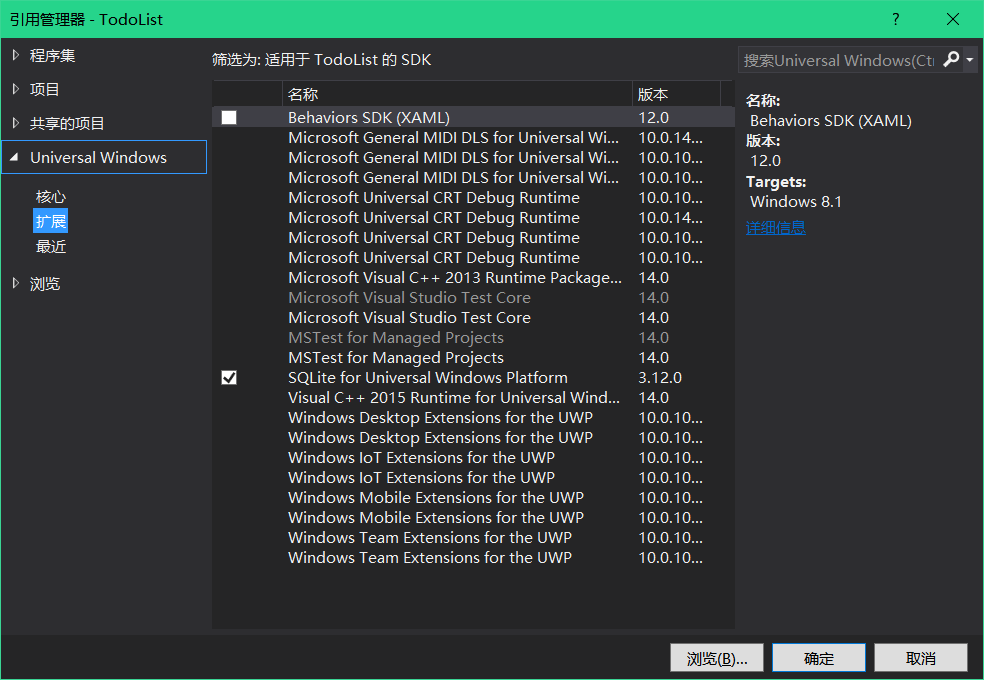 引用管理器 - TodoList
?
程序集
项目
共享的项目
Universal Windows
核心
扩展
最近
浏览
筛选为: 适用于 TodoList 的 SDK
名称 版本
Behaviors SDK (XAML) 12.0
Microsoft General MIDI DLS for Universal Wi... 10.0.14...
Microsoft General MIDI DLS for Universal Wi... 10.0.10...
Microsoft General MIDI DLS for Universal Wi... 10.0.10...
Microsoft Universal CRT Debug Runtime 10.0.10...
Microsoft Universal CRT Debug Runtime 10.0.14...
Microsoft Universal CRT Debug Runtime 10.0.10...
Microsoft Universal CRT Debug Runtime 10.0.10...
Microsoft Visual C++ 2013 Runtime Package... 14.0
Microsoft Visual Studio Test Core 14.0
Microsoft Visual Studio Test Core 14.0
MSTest for Managed Projects 14.0
MSTest for Managed Projects 14.0
SQLite for Universal Windows Platform 3.12.0
Visual C++ 2015 Runtime for Universal Wind... 14.0
Windows Desktop Extensions for the UWP 10.0.10...
Windows Desktop Extensions for the UWP 10.0.10...
Windows IoT Extensions for the UWP 10.0.10...
Windows IoT Extensions for the UWP 10.0.10...
Windows Mobile Extensions for the UWP 10.0.10...
Windows Mobile Extensions for the UWP 10.0.10...
Windows Team Extensions for the UWP 10.0.10...
Windows Team Extensions for the UWP 10.0.10...
搜索Universal Windows(Ct
名称:
Behaviors SDK (XAML)
版本:
12.0
Targets:
Windows 8.1
详细信息
浏览(B)... 确定 取消